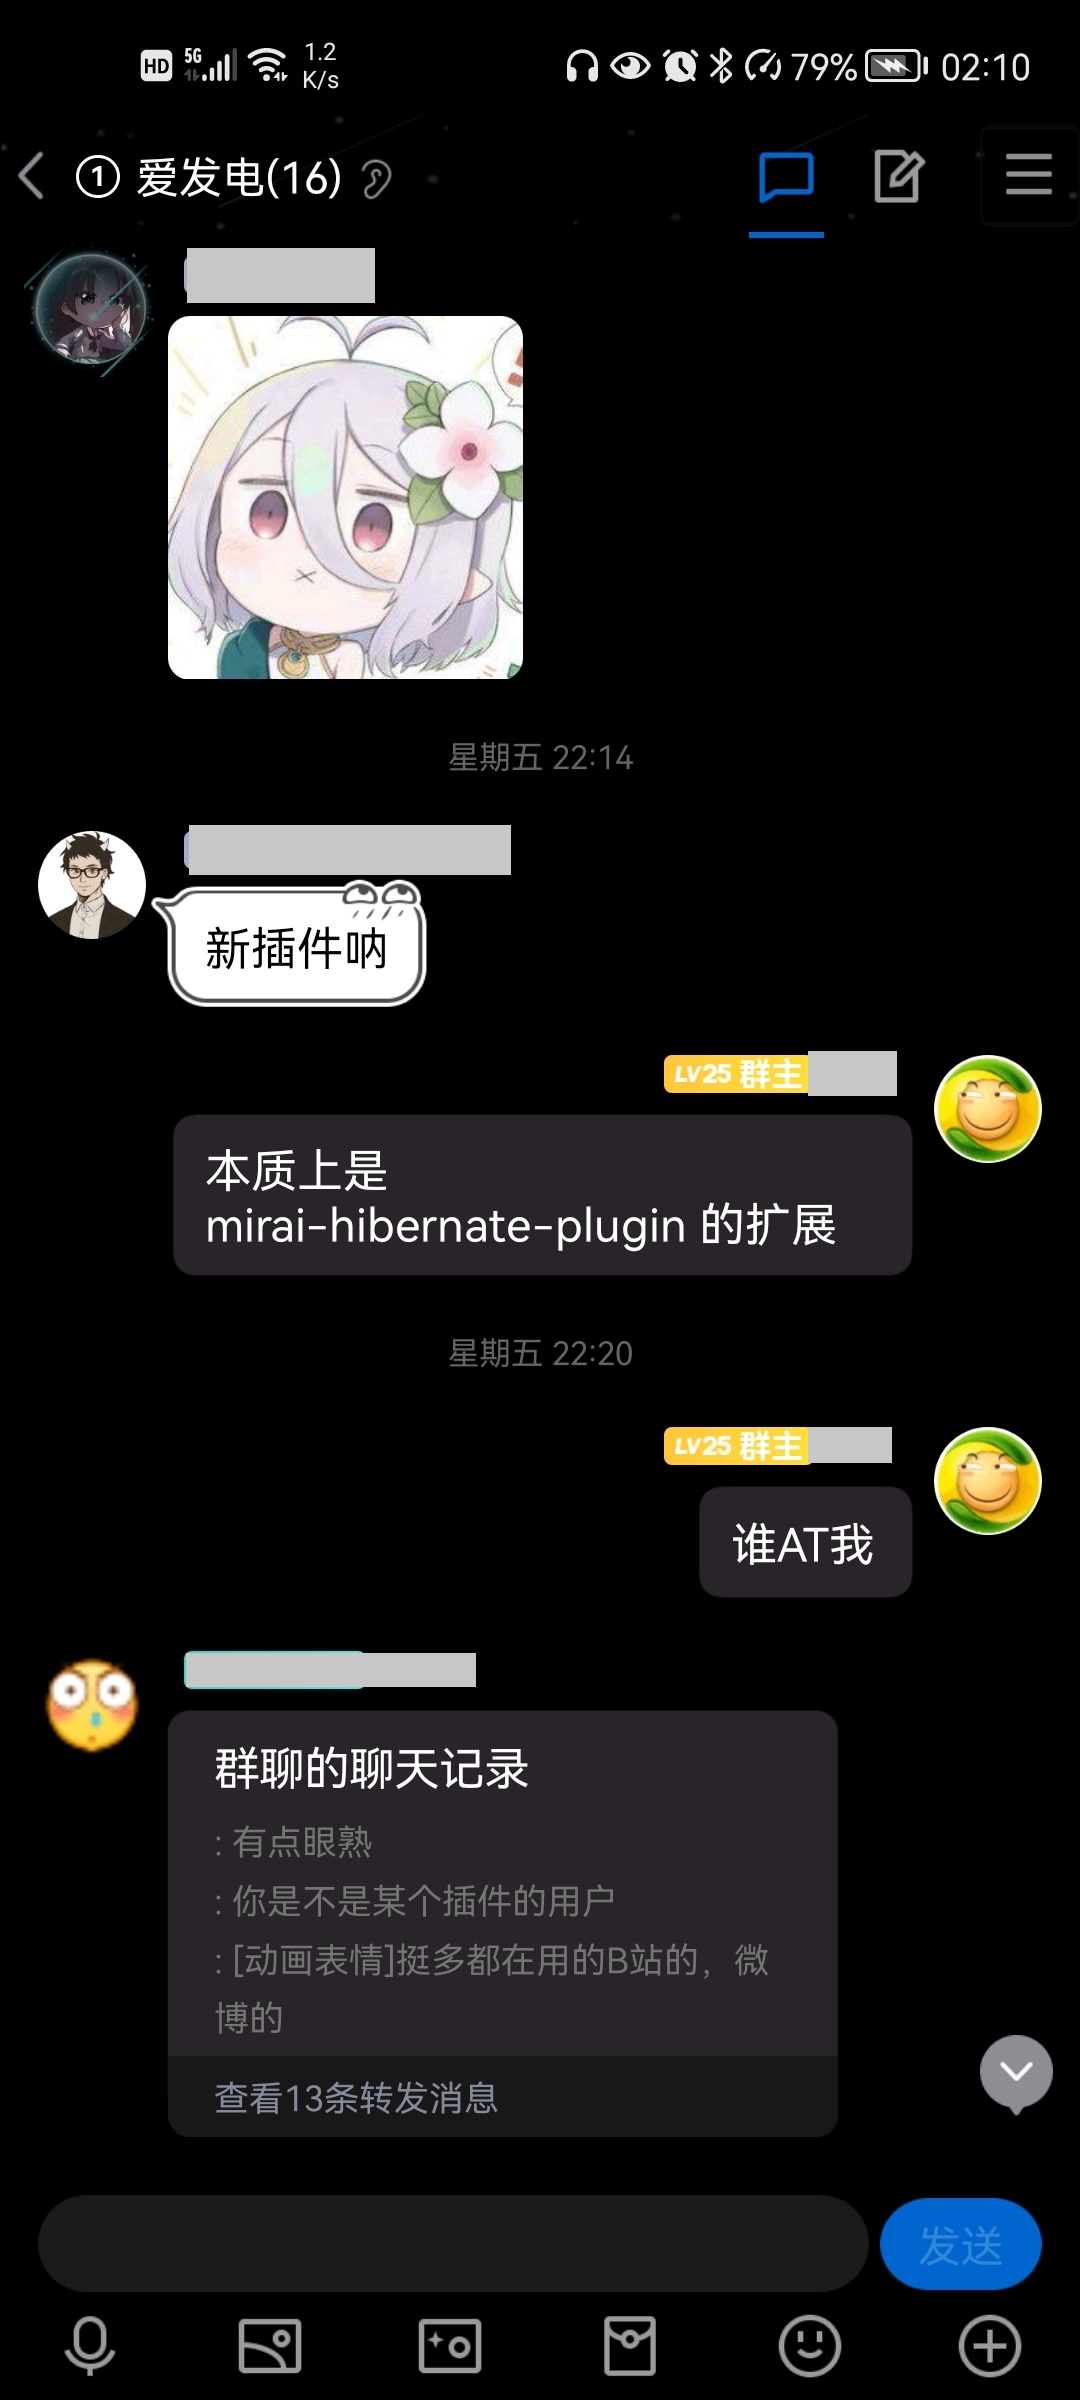 HD 5G 1.2 K/s 79% 02:10
① 爱发电(16)
星期五 22:14
新插件呐
LV25 群主
本质上是
mirai-hibernate-plugin 的扩展
星期五 22:20
LV25 群主
谁AT我
群聊的聊天记录
: 有点眼熟
: 你是不是某个插件的用户
: [动画表情]挺多都在用的B站的，微
博的
查看13条转发消息
发送